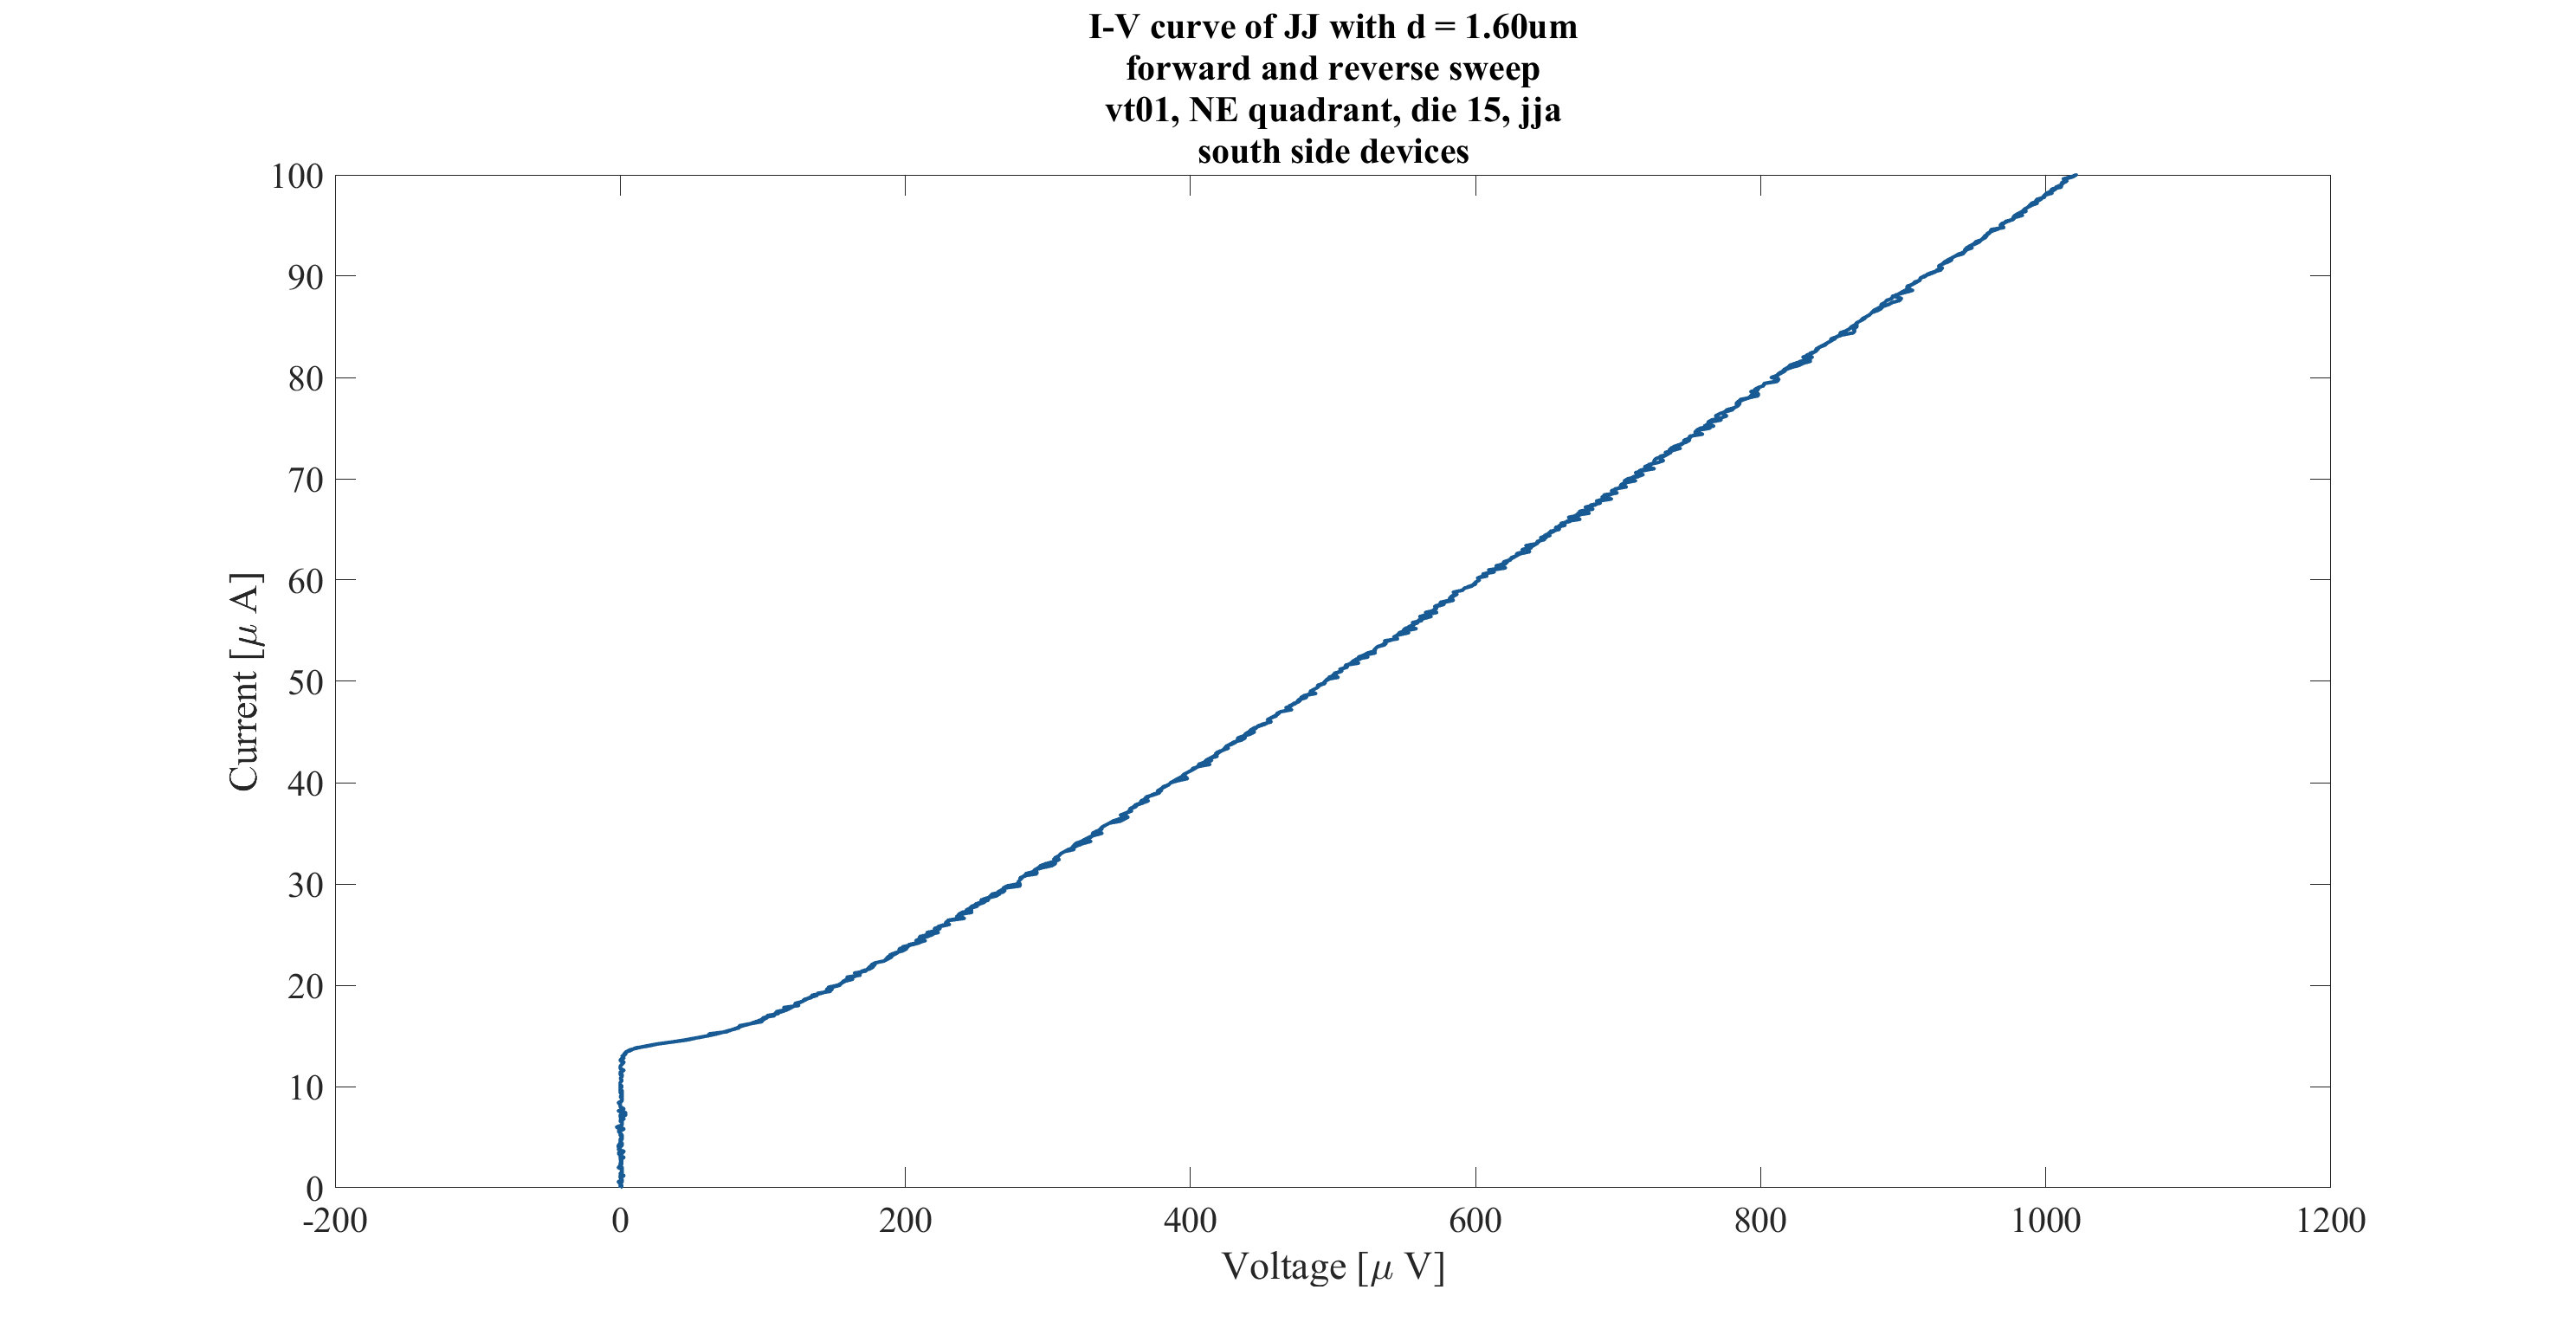 I-V curve of JJ with d = 1.60um
forward and reverse sweep
vt01, NE quadrant, die 15, jja
south side devices
100
90
80
70
60
50
40
30
20
10
0
Current [μ A]
-200 0 200 400 600 800 1000 1200
Voltage [μ V]